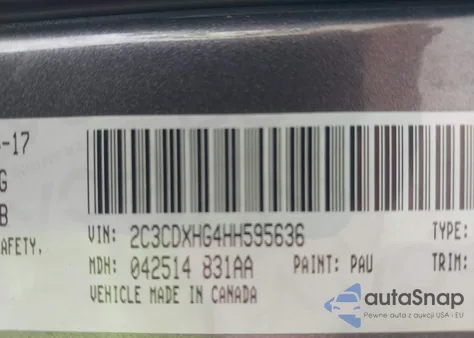 -17
G
B
AFETY.
VIN: 2C3CDXHG4HH595636
TYPE:
MDH: 042514 831AA
PAINT: PAU
TRIM:
VEHICLE MADE IN CANADA
autoSnap
Pewne auta z aukcji USA - EU